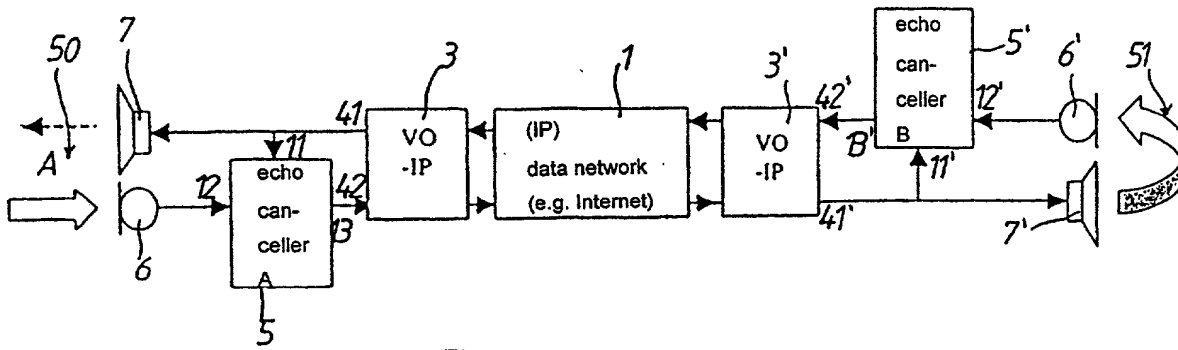 50
7
3
1
3'
echo
can-
celler
B
5'
6'
51
A
41
11
VO
-IP
(IP)
data network
(e.g. Internet)
VO
-IP
42'
B'
12'
11'
41'
7'
12
6
echo
can-
celler
A
42
13
5